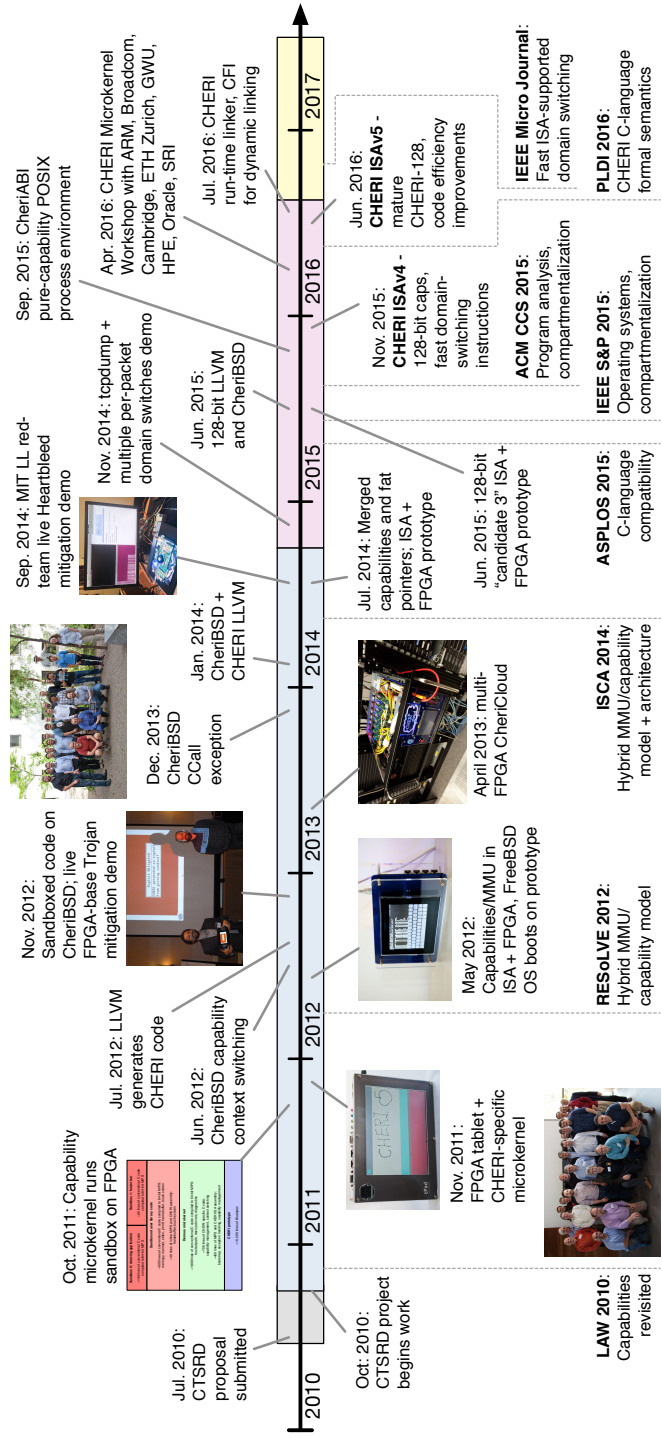 Jul. 2010:
CTSRD
proposal
submitted
Oct. 2011: Capability
microkernel runs
sandbox on FPGA
Jul. 2012: LLVM
generates
CHERI code
Jun. 2012:
CheriBSD capability
context switching
Nov. 2012:
Sandboxed code on
CheriBSD; live
FPGA-base Trojan
mitigation demo
Dec. 2013:
CheriBSD
CCall
exception
Jan. 2014:
CheriBSD +
CHERI LLVM
Sep. 2014: MIT LL red-
team live Heartbleed
mitigation demo
Nov. 2014: tcpdump +
multiple per-packet
domain switches demo
Jun. 2015:
128-bit LLVM
and CheriBSD
Sep. 2015: CheriABI
pure-capability POSIX
process environment
Apr. 2016: CHERI Microkernel
Workshop with ARM, Broadcom,
Cambridge, ETH Zurich, GWU,
HPE, Oracle, SRI
Jul. 2016: CHERI
run-time linker, CFI
for dynamic linking
2010
2011
2012
2013
2014
2015
2016
2017
Oct. 2010:
CTSRD project
begins work
CHERI
Nov. 2011:
FPGA tablet +
CHERI-specific
microkernel
May 2012:
Capabilities/MMU in
ISA + FPGA, FreeBSD
OS boots on prototype
April 2013: multi-
FPGA CheriCloud
Jul. 2014: Merged
capabilities and fat
pointers; ISA +
FPGA prototype
Jun. 2015: 128-bit
“candidate 3” ISA +
FPGA prototype
Nov. 2015:
CHERI ISAv4 -
128-bit caps,
fast domain-
switching
instructions
Jun. 2016:
CHERI ISAv5 -
mature
CHERI-128,
code efficiency
improvements
LAW 2010:
Capabilities
revisited
RESoLVE 2012:
Hybrid MMU/
capability model
ISCA 2014:
Hybrid MMU/capability
model + architecture
ASPLOS 2015:
C-language
compatibility
IEEE S&P 2015:
Operating systems,
compartmentalization
ACM CCS 2015:
Program analysis,
compartmentalization
PLDI 2016:
CHERI C-language
formal semantics
IEEE Micro Journal:
Fast ISA-supported
domain switching